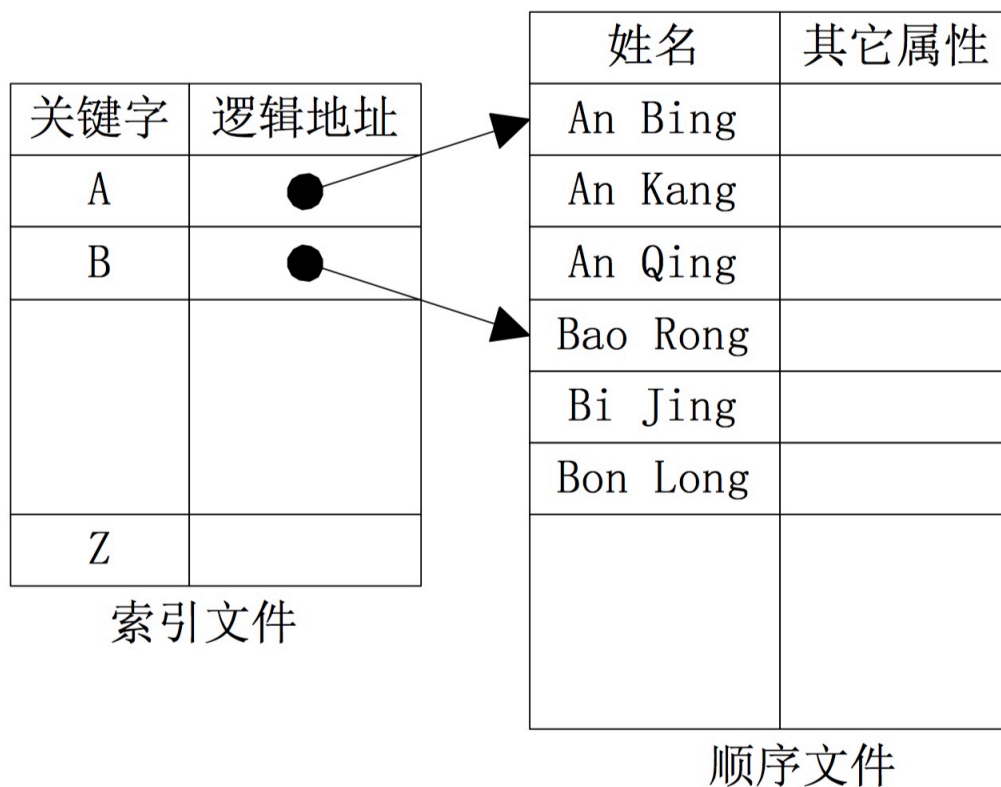 关键字 逻辑地址
A
B
Z
索引文件
姓名 其它属性
An Bing
An Kang
An Qing
Bao Rong
Bi Jing
Bon Long
顺序文件